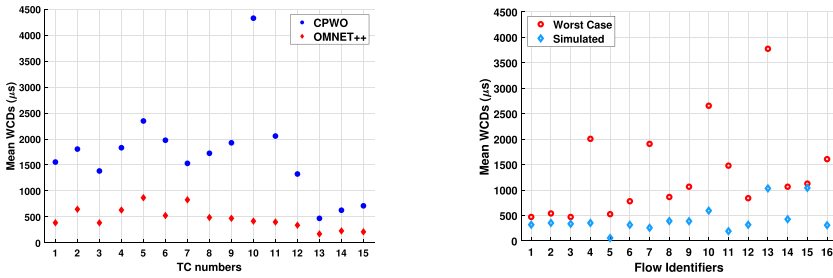 4500
4000
3500
3000
2500
2000
1500
1000
500
0
Mean WCDs (μs)
CPWO
OMNET++
1 2 3 4 5 6 7 8 9 10 11 12 13 14 15
TC numbers
4500
4000
3500
3000
2500
2000
1500
1000
500
0
Mean WCDs (μs)
Worst Case
Simulated
1 2 3 4 5 6 7 8 9 10 11 12 13 14 15 16
Flow Identifiers